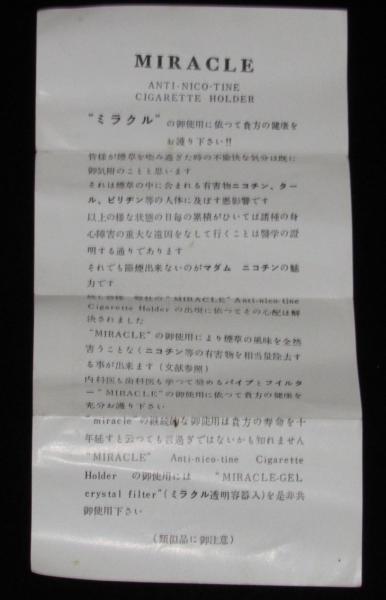 MIRACLE
ANTI-NICO-TINE
CIGARETTE HOLDER
“ミラクル” の御使用に依つて貴方の健康を
お護り下さい!!
皆様が煙草を吸み過ぎた時の不愉快な気分は既に
御気附のことと思います
それは煙草の中に含まれる有害物ニコチン、ター
ル、ピリヂン等の人体に及ぼす悪影響です
以上の様な状態の日毎の累積がひいては諸種の身
心障害の重大な遠因をなして行くことは醫学の證
明する通りであります
それでも節煙出来ないのがマダム ニコチンの魅
力です
“MIRACLE” Anti-nico-tine
Cigarette Holder の出現に依つてその心配は解
決されました
“MIRACLE” の御使用により煙草の風味を全然
害うことなくニコチン等の有害物を相当量除去す
る事が出来ます (文献参照)
内科医も歯科医も挙つて奨めるパイプとフイルタ
ー “MIRACLE” の御使用に依つて貴方の健康を
充分お護り下さい
“miracle” の継続的な御使用は貴方の寿命を十
年延すと云つても言過ぎではないかも知れません
“MIRACLE” Anti-nico-tine Cigarette
Holder の御使用には “MIRACLE-GEL
crystal filter” (ミラクル透明容器入) を是非共
御使用下さい
(類似品に御注意)